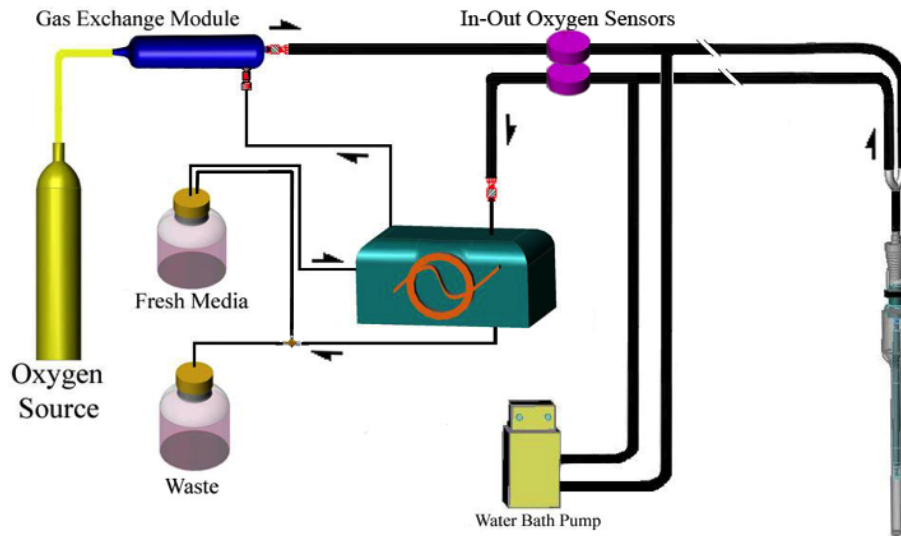 Gas Exchange Module
In-Out Oxygen Sensors
Fresh Media
Oxygen
Source
Waste
Water Bath Pump